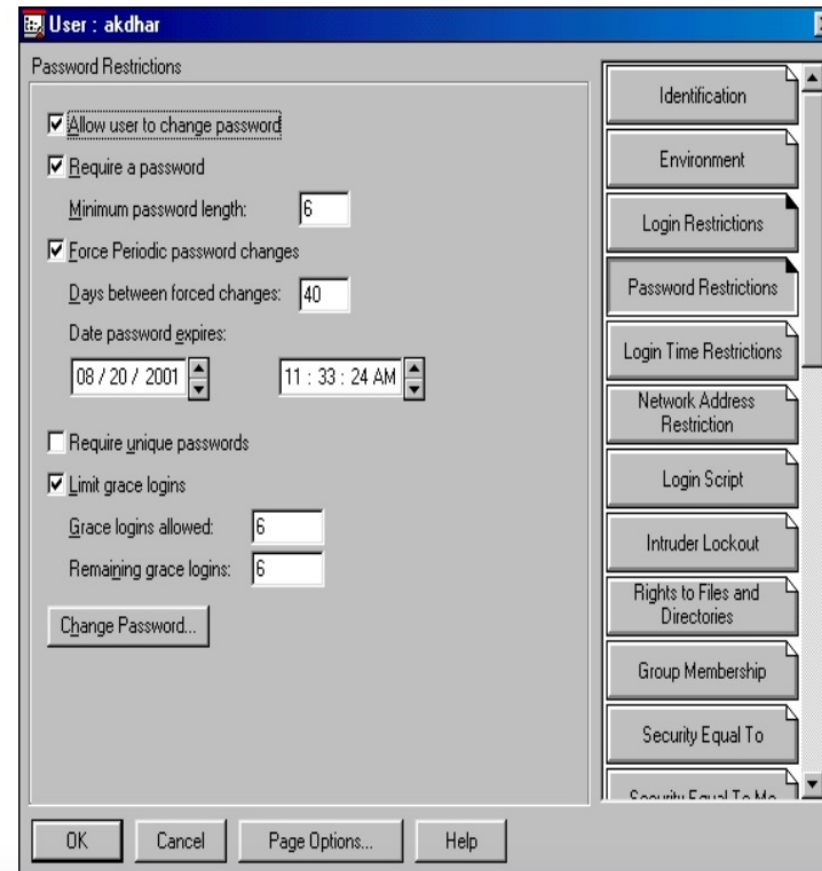 User : akdhar
Password Restrictions
Allow user to change password
Require a password
Minimum password length: 6
Force Periodic password changes
Days between forced changes: 40
Date password expires:
08 / 20 / 2001 11 : 33 : 24 AM
Require unique passwords
Limit grace logins
Grace logins allowed: 6
Remaining grace logins: 6
Change Password...
Identification
Environment
Login Restrictions
Password Restrictions
Login Time Restrictions
Network Address
Restriction
Login Script
Intruder Lockout
Rights to Files and
Directories
Group Membership
Security Equal To
Security Equal To Me
OK Cancel Page Options... Help